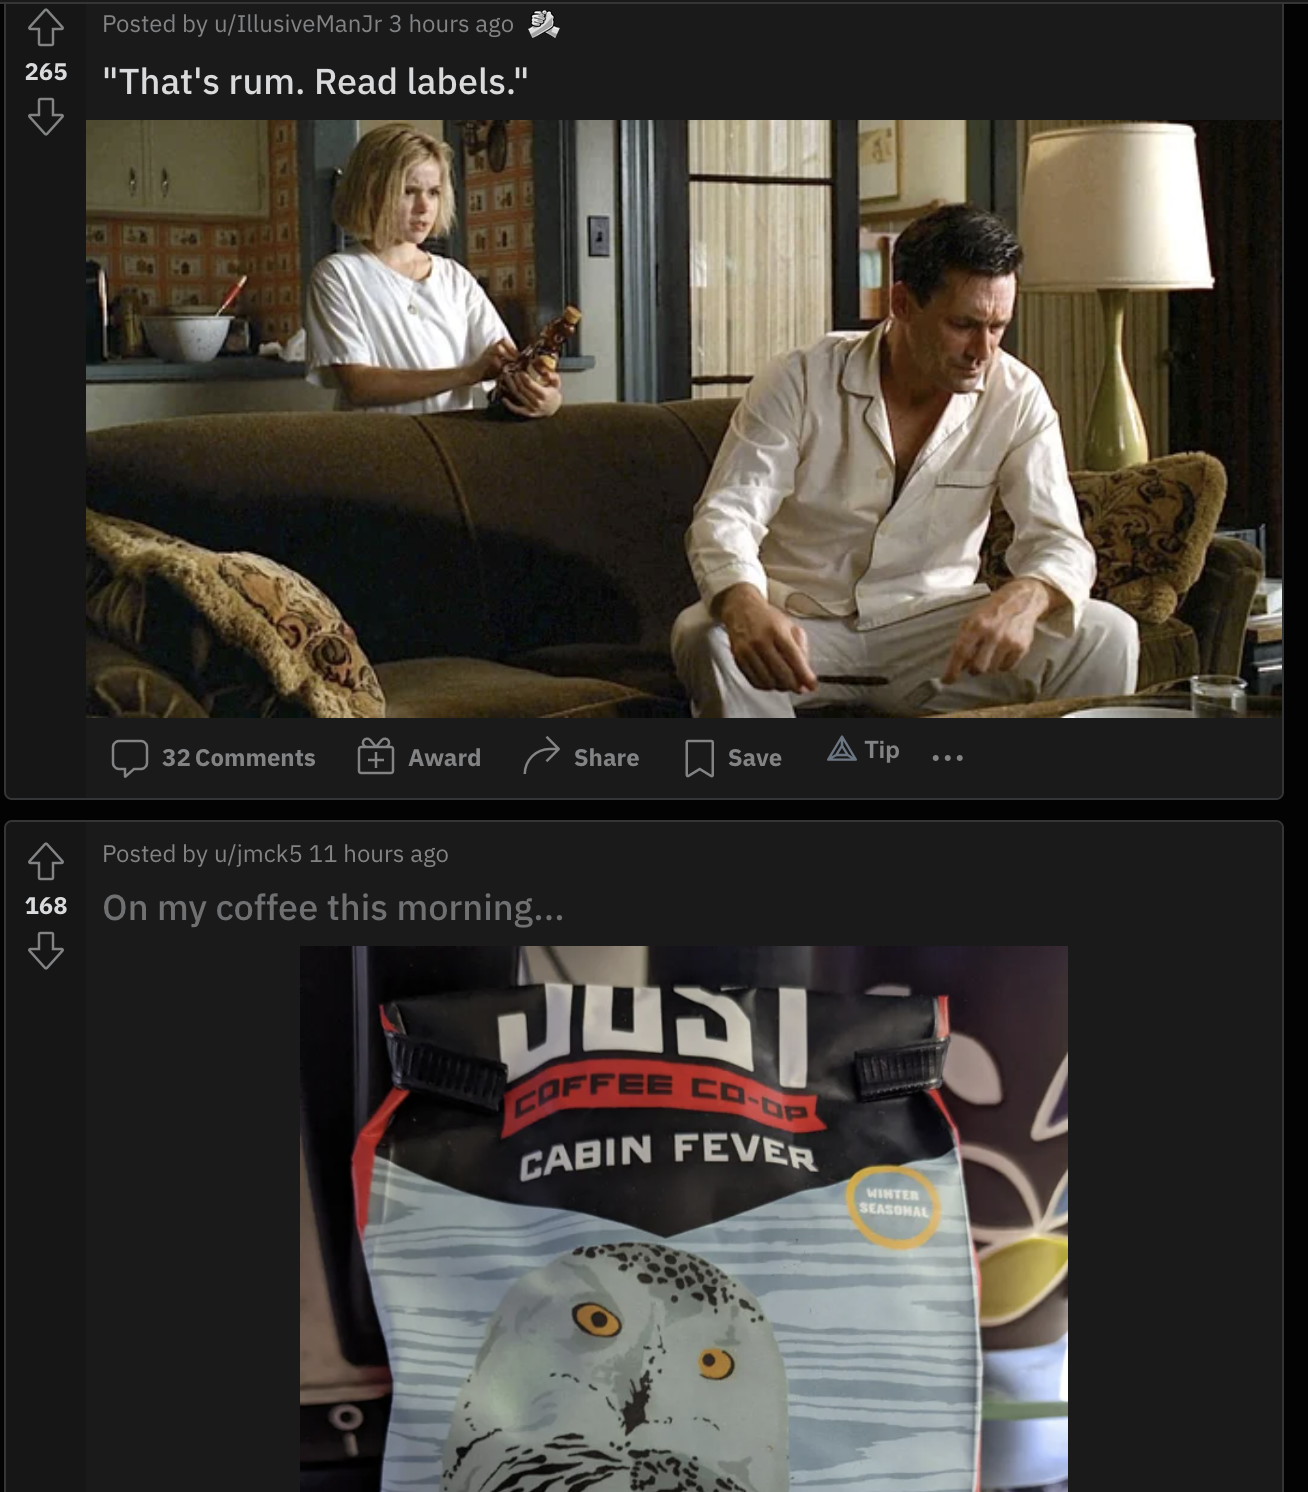 Posted by u/IllusiveManJr 3 hours ago
265
"That's rum. Read labels."
32 Comments Award Share Save Tip ...
Posted by u/jmck5 11 hours ago
168
On my coffee this morning...
JUST
COFFEE CO-OP
CABIN FEVER
WINTER
SEASONAL